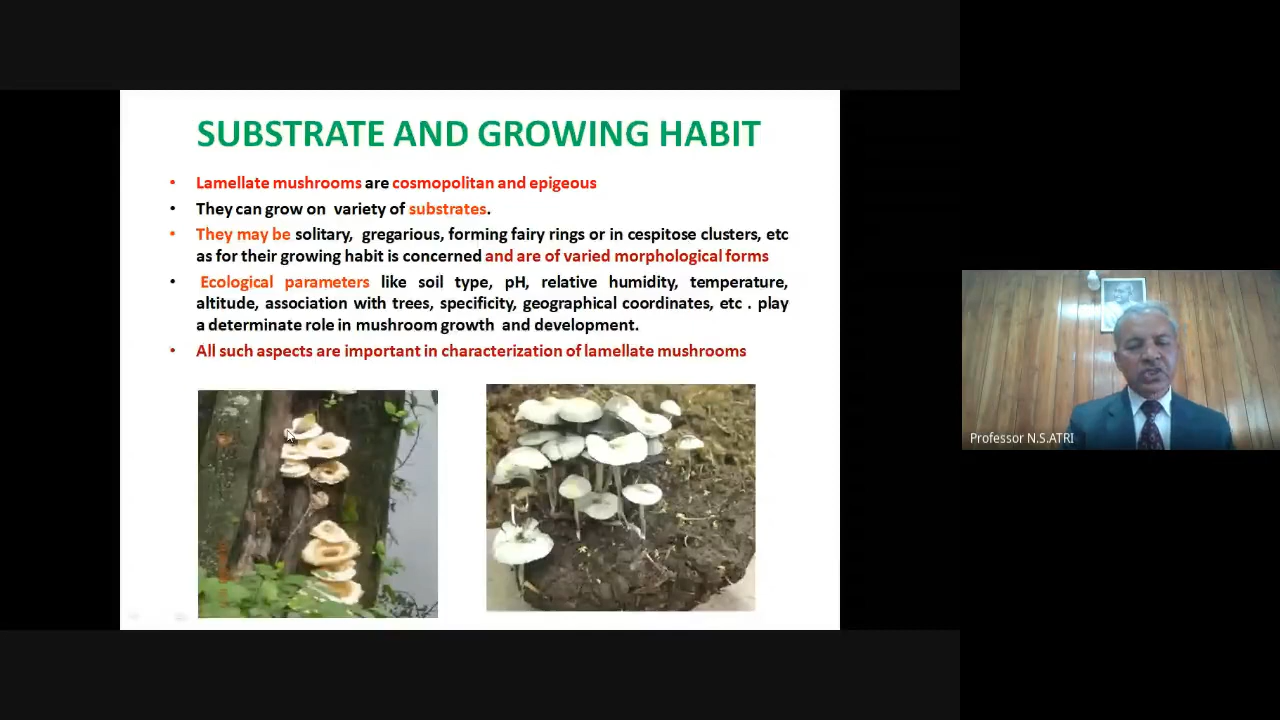 SUBSTRATE AND GROWING HABIT
• Lamellate mushrooms are cosmopolitan and epigeous
• They can grow on variety of substrates.
• They may be solitary, gregarious, forming fairy rings or in cespitose clusters, etc
as for their growing habit is concerned and are of varied morphological forms
• Ecological parameters like soil type, pH, relative humidity, temperature,
altitude, association with trees, specificity, geographical coordinates, etc . play
a determinate role in mushroom growth and development.
• All such aspects are important in characterization of lamellate mushrooms
Professor N.S.ATRI